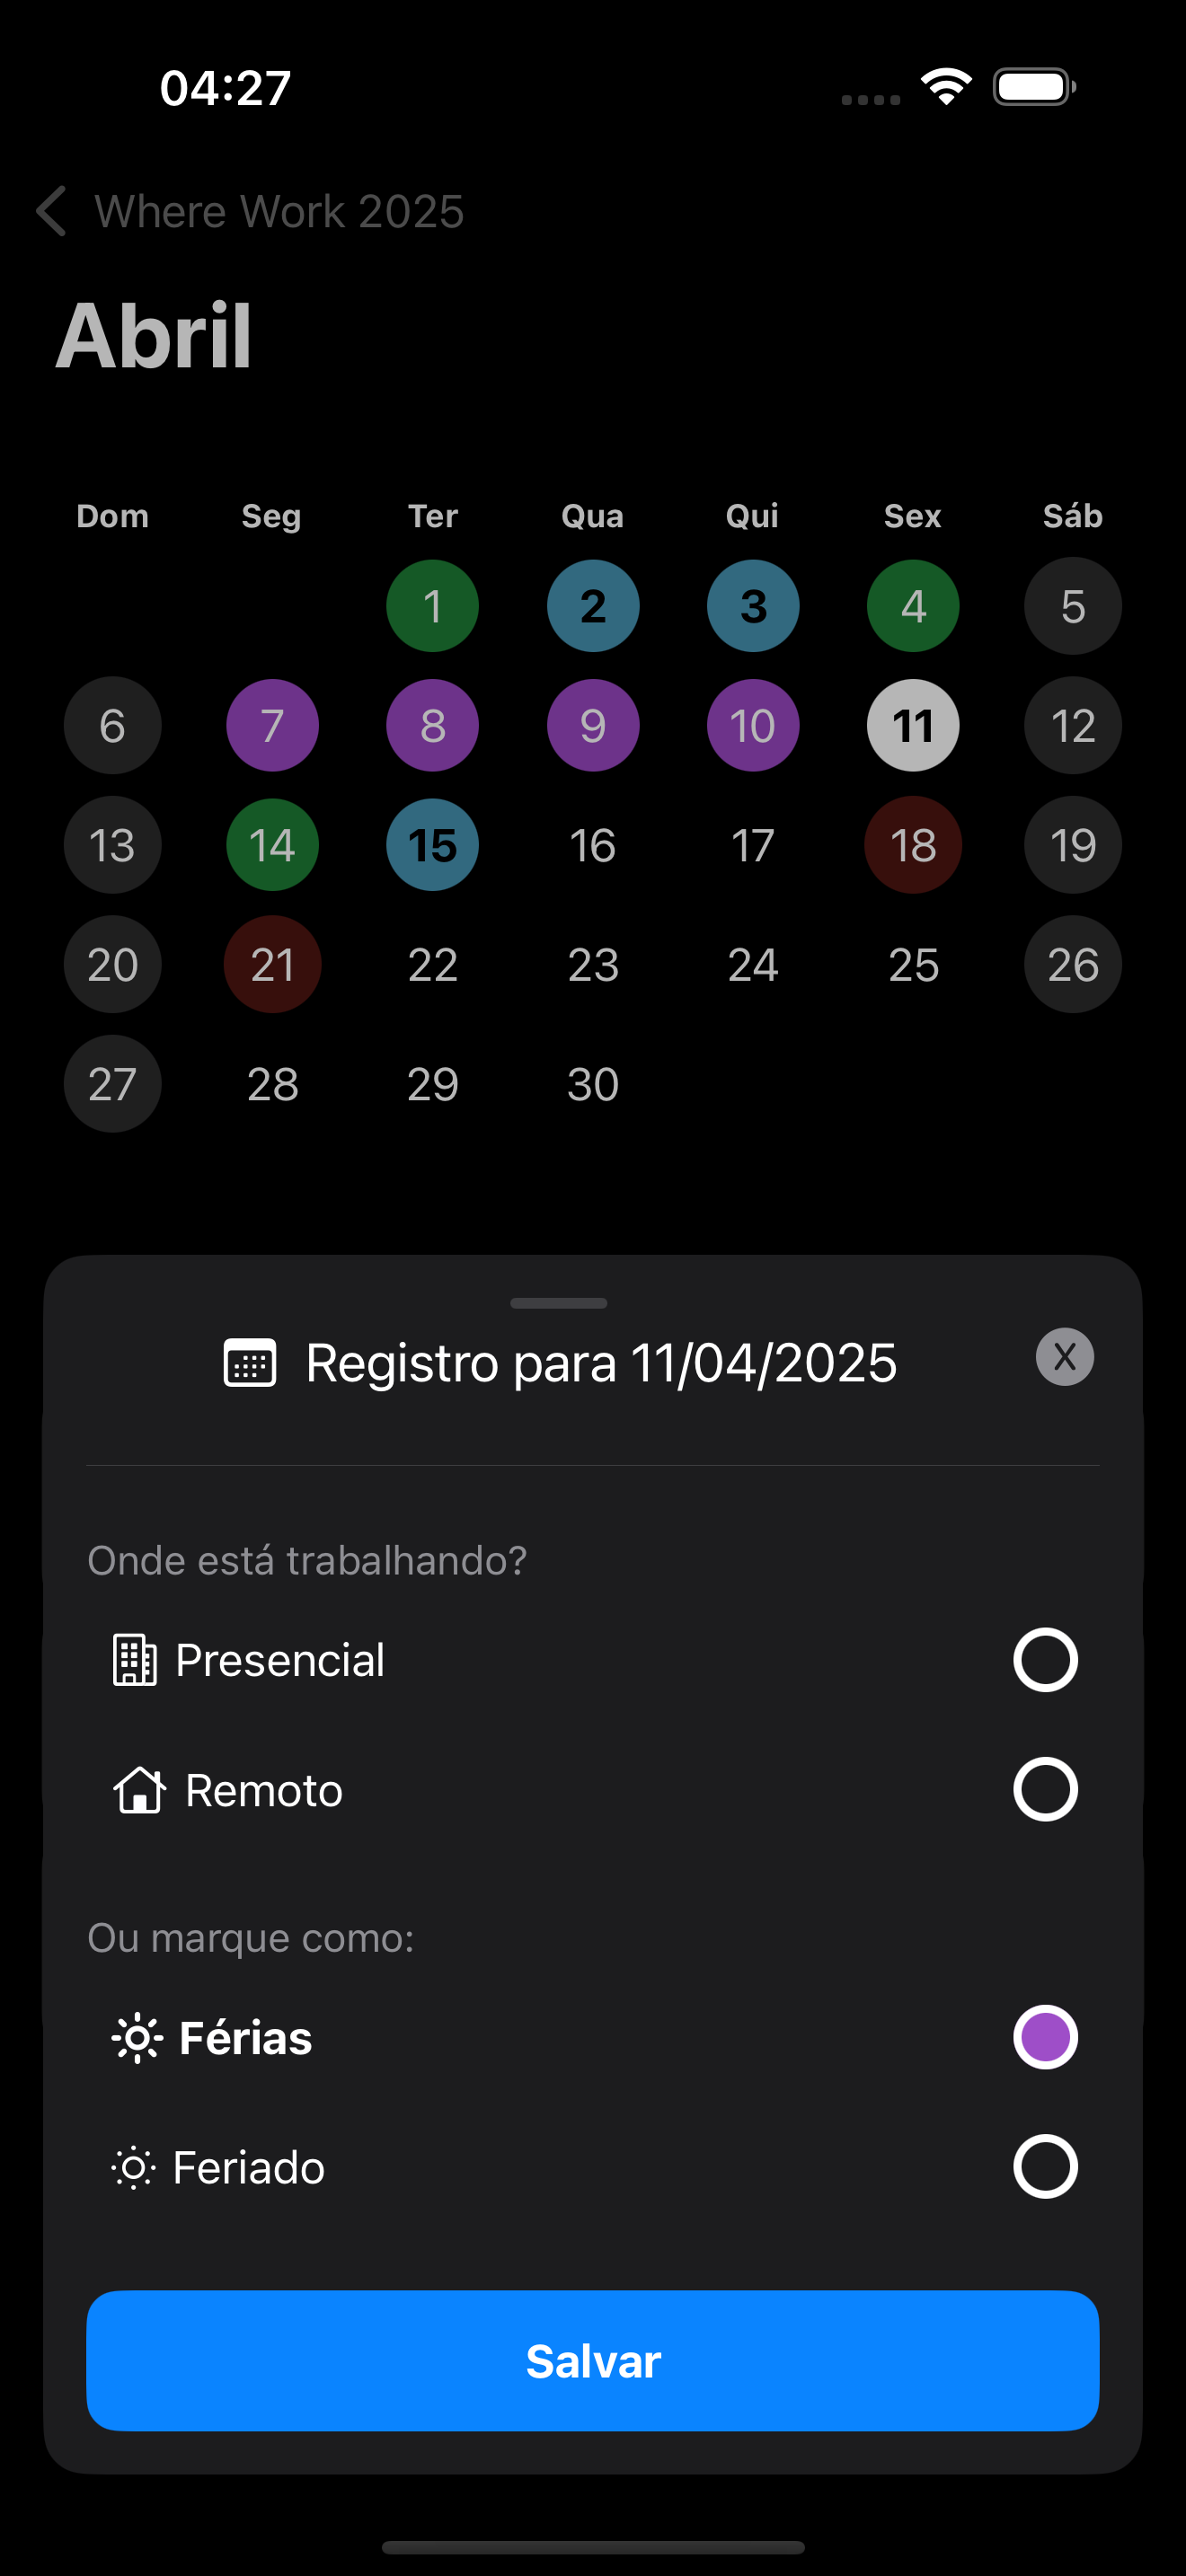 04:27
Where Work 2025
Abril
Dom Seg Ter Qua Qui Sex Sáb
1 2 3 4 5
6 7 8 9 10 11 12
13 14 15 16 17 18 19
20 21 22 23 24 25 26
27 28 29 30
Registro para 11/04/2025
X
Onde está trabalhando?
Presencial
Remoto
Ou marque como:
Férias
Feriado
Salvar